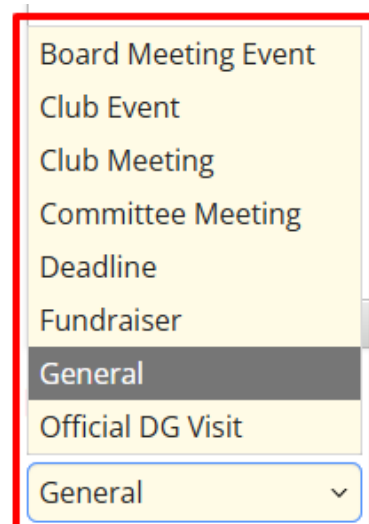 Board Meeting Event
Club Event
Club Meeting
Committee Meeting
Deadline
Fundraiser
General
Official DG Visit
General